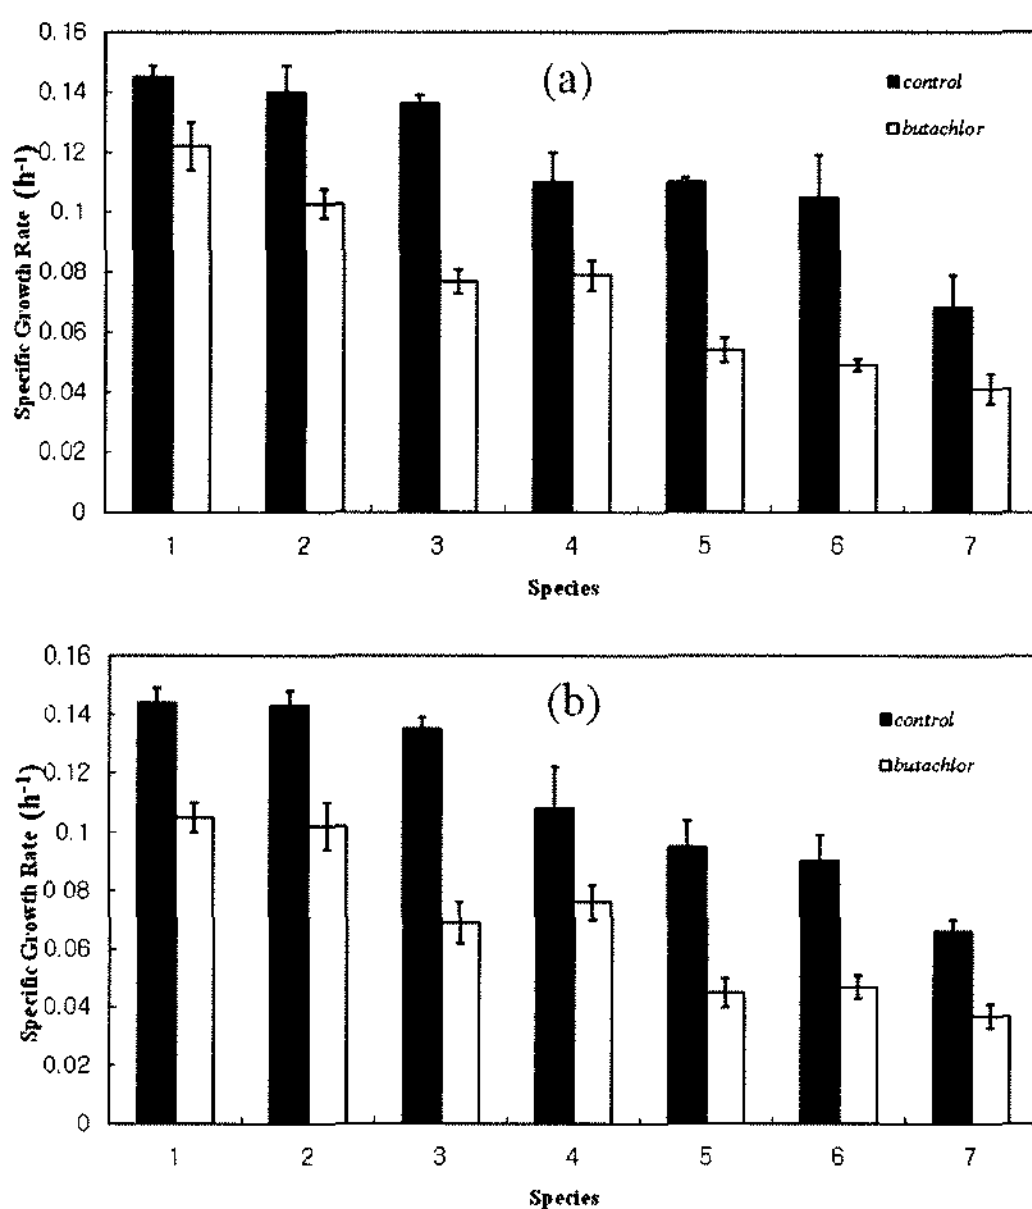 (a)
control
butachlor
Specific Growth Rate (h⁻¹)
0.16
0.14
0.12
0.1
0.08
0.06
0.04
0.02
0
1 2 3 4 5 6 7
Species
(b)
control
butachlor
Specific Growth Rate (h⁻¹)
0.16
0.14
0.12
0.1
0.08
0.06
0.04
0.02
0
1 2 3 4 5 6 7
Species